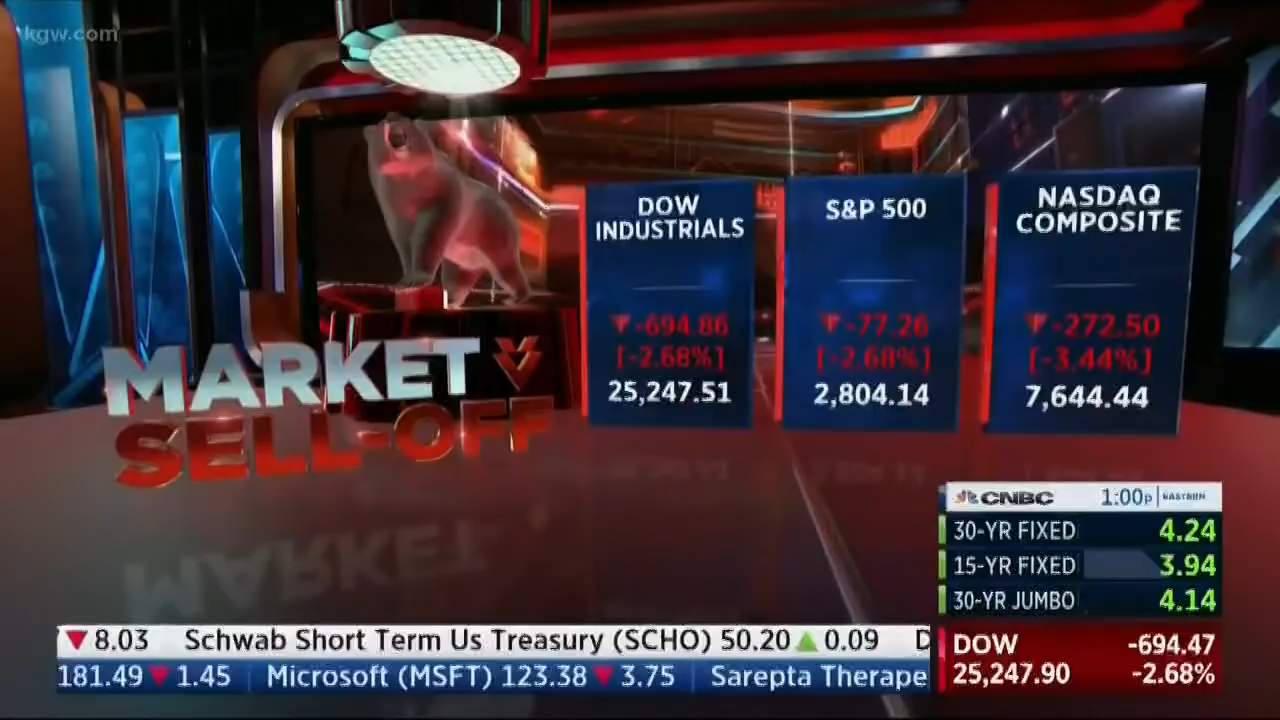 kgw.com
MARKET
SELL-OFF
DOW
INDUSTRIALS
-694.86
[-2.68%]
25,247.51
S&P 500
-77.26
[-2.68%]
2,804.14
NASDAQ
COMPOSITE
-272.50
[-3.44%]
7,644.44
CNBC 1:00P EASTERN
30-YR FIXED 4.24
15-YR FIXED 3.94
30-YR JUMBO 4.14
DOW -694.47
25,247.90 -2.68%
▼ 8.03 Schwab Short Term Us Treasury (SCHO) 50.20 ▲ 0.09 D
181.49 ▼ 1.45 Microsoft (MSFT) 123.38 ▼ 3.75 Sarepta Therape